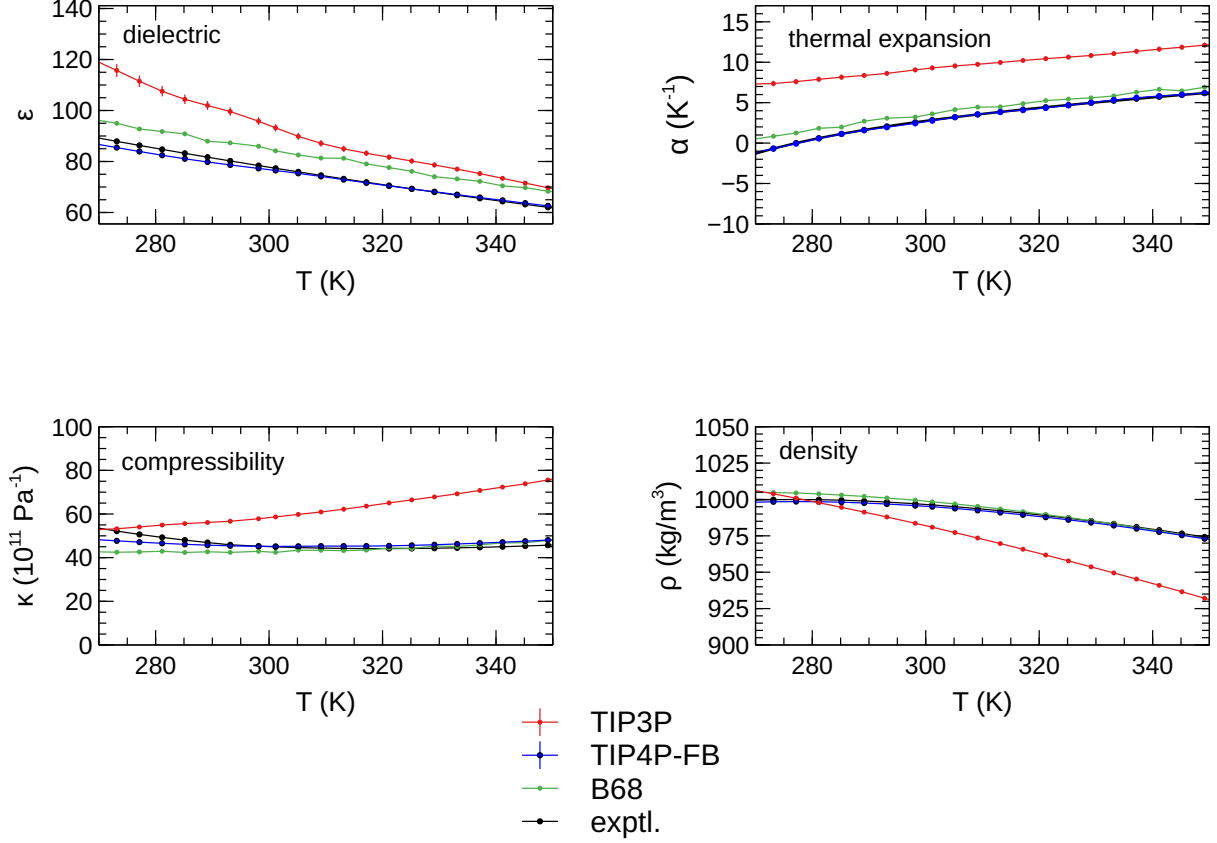 140
120
100
80
60
ε
dielectric
280 300 320 340
T (K)
15
10
5
0
−5
−10
α (K⁻¹)
thermal expansion
280 300 320 340
T (K)
100
80
60
40
20
0
κ (10¹¹ Pa⁻¹)
compressibility
280 300 320 340
T (K)
1050
1025
1000
975
950
925
900
ρ (kg/m³)
density
280 300 320 340
T (K)
TIP3P
TIP4P-FB
B68
exptl.